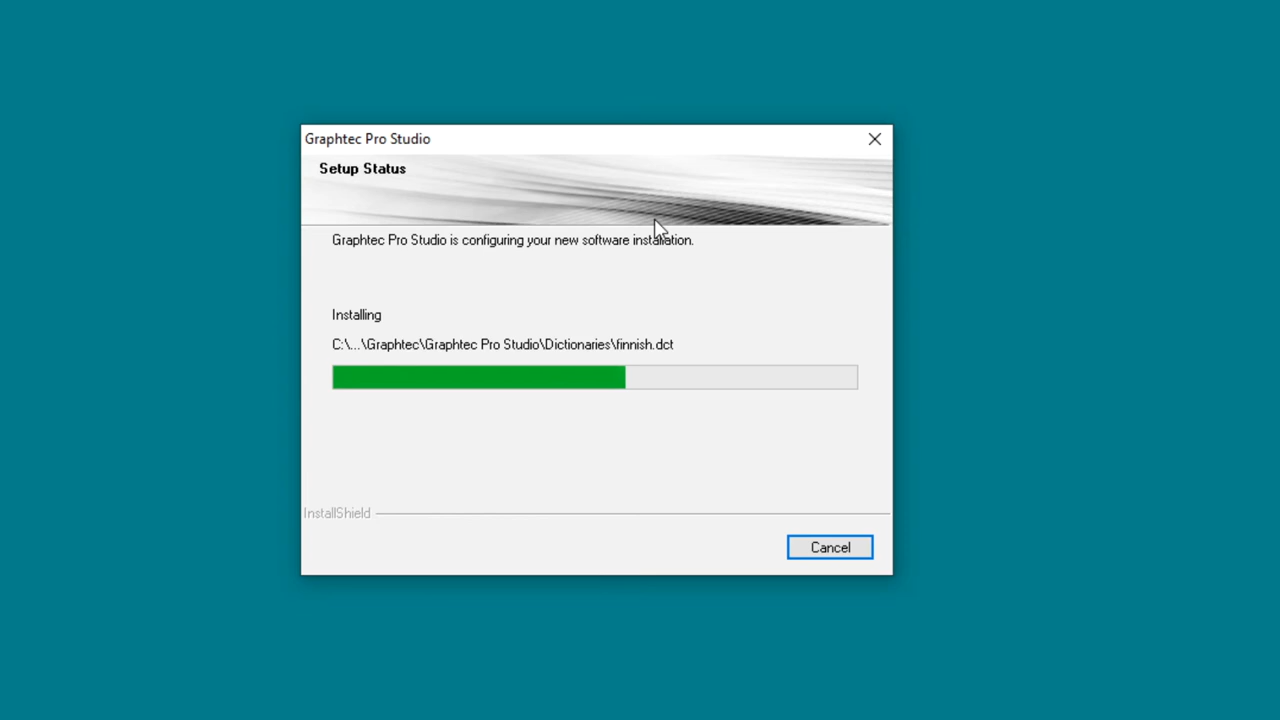 Graphtec Pro Studio
Setup Status
Graphtec Pro Studio is configuring your new software installation.
Installing
C:\...\Graphtec\Graphtec Pro Studio\Dictionaries\finnish.dct
InstallShield
Cancel